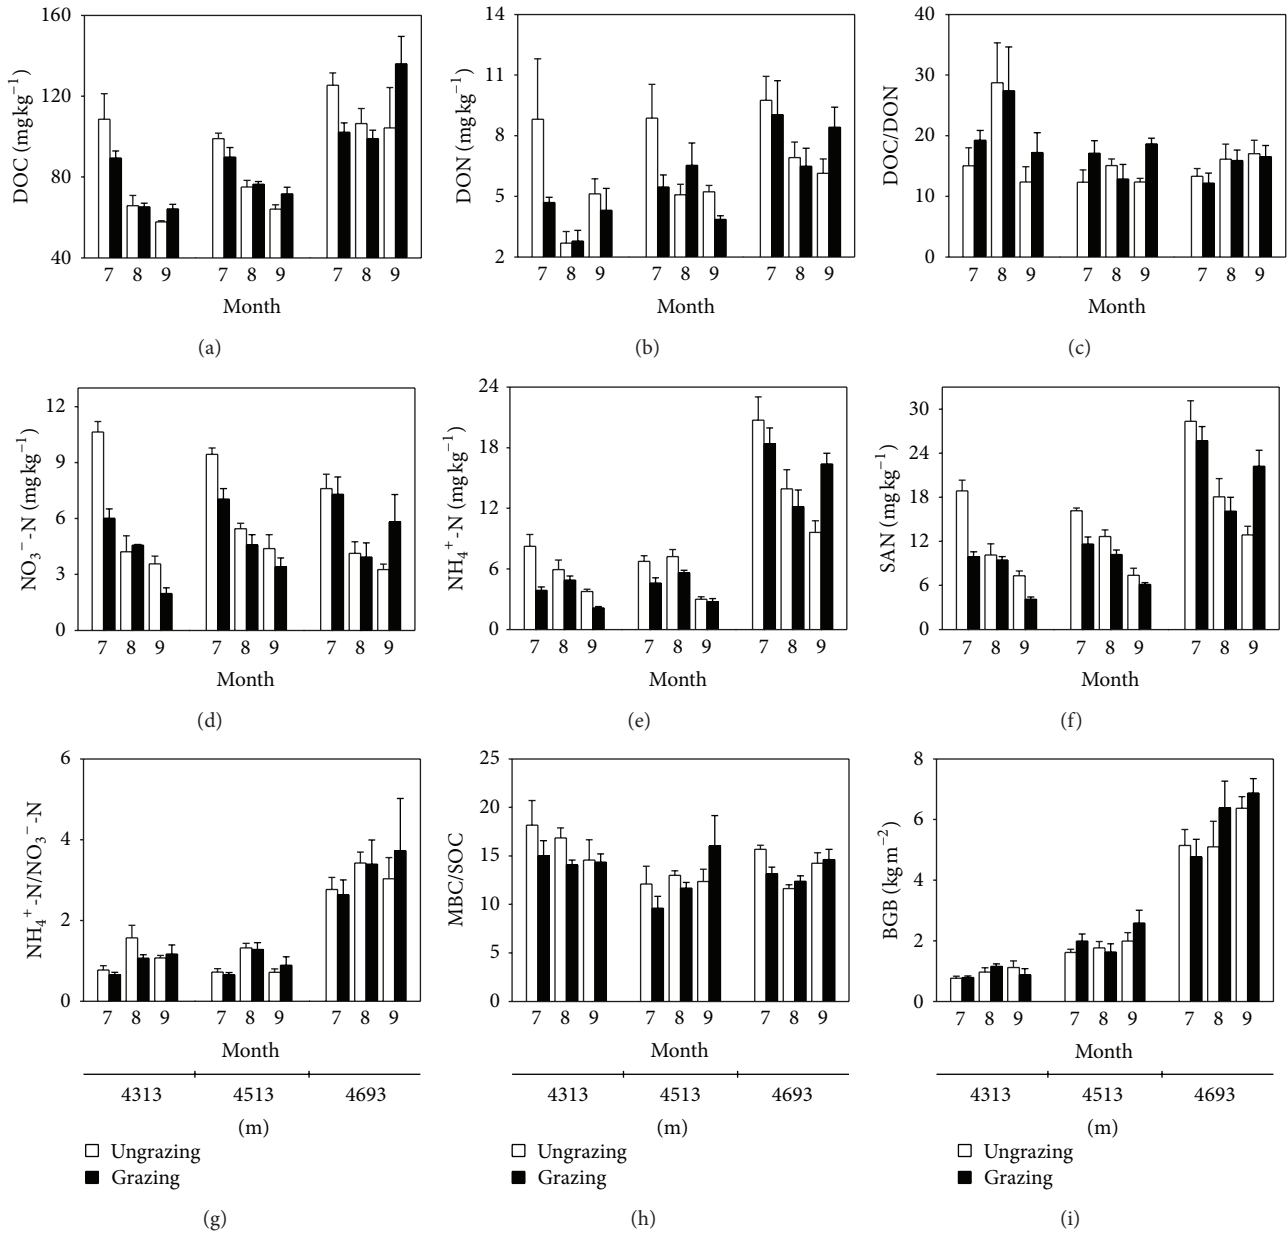 160
120
80
40
DOC (mg kg⁻¹)
7 8 9 7 8 9 7 8 9
Month
(a)
14
11
8
5
2
DON (mg kg⁻¹)
7 8 9 7 8 9 7 8 9
Month
(b)
40
30
20
10
0
DOC/DON
7 8 9 7 8 9 7 8 9
Month
(c)
12
9
6
3
0
NO₃⁻-N (mg kg⁻¹)
7 8 9 7 8 9 7 8 9
Month
(d)
24
18
12
6
0
NH₄⁺-N (mg kg⁻¹)
7 8 9 7 8 9 7 8 9
Month
(e)
30
24
18
12
6
0
SAN (mg kg⁻¹)
7 8 9 7 8 9 7 8 9
Month
(f)
6
4
2
0
NH₄⁺-N/NO₃⁻-N
7 8 9 7 8 9 7 8 9
Month
4313 4513 4693
(m)
Ungrazing
Grazing
(g)
25
20
15
10
5
0
MBC/SOC
7 8 9 7 8 9 7 8 9
Month
4313 4513 4693
(m)
Ungrazing
Grazing
(h)
8
6
4
2
0
BGB (kg m⁻²)
7 8 9 7 8 9 7 8 9
Month
4313 4513 4693
(m)
Ungrazing
Grazing
(i)